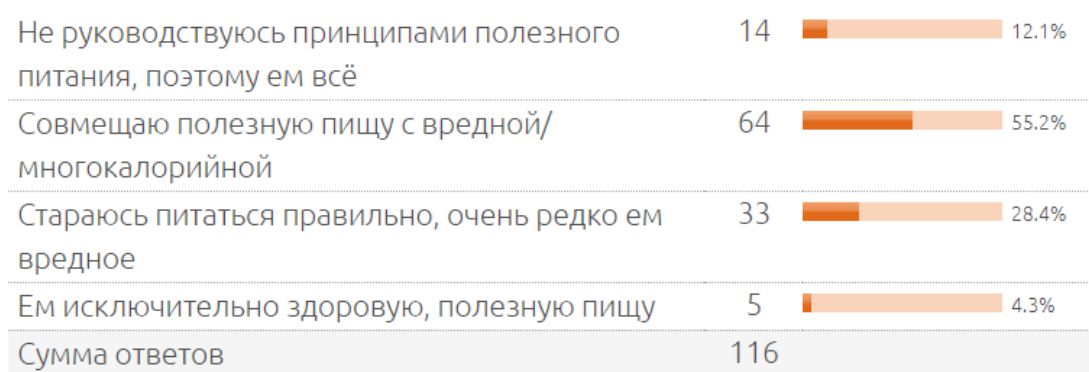 Не руководствуюсь принципами полезного 14 12.1%
питания, поэтому ем всё
Совмещаю полезную пищу с вредной/ 64 55.2%
многокалорийной
Стараюсь питаться правильно, очень редко ем 33 28.4%
вредное
Ем исключительно здоровую, полезную пищу 5 4.3%
Сумма ответов 116